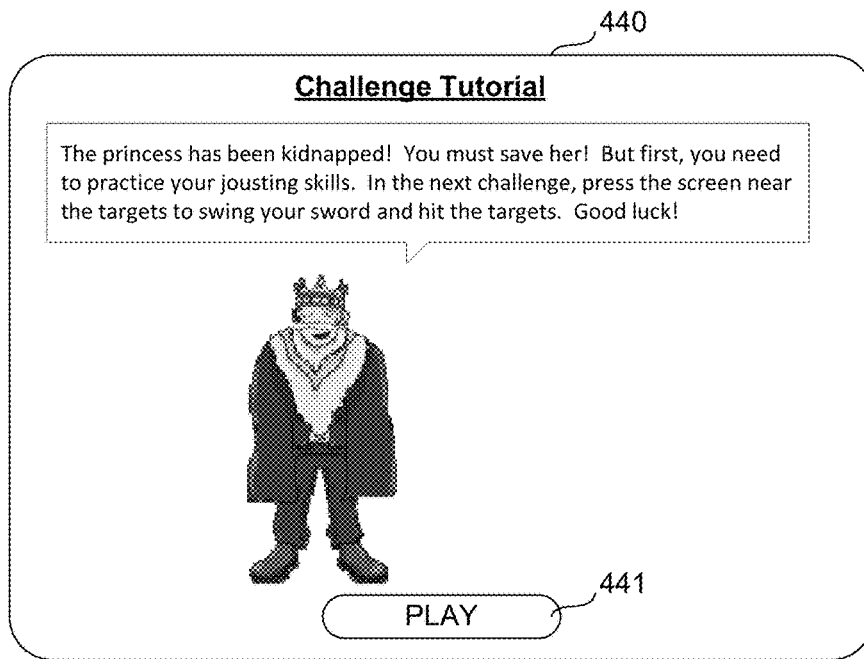 440
Challenge Tutorial
The princess has been kidnapped! You must save her! But first, you need
to practice your jousting skills. In the next challenge, press the screen near
the targets to swing your sword and hit the targets. Good luck!
441
PLAY